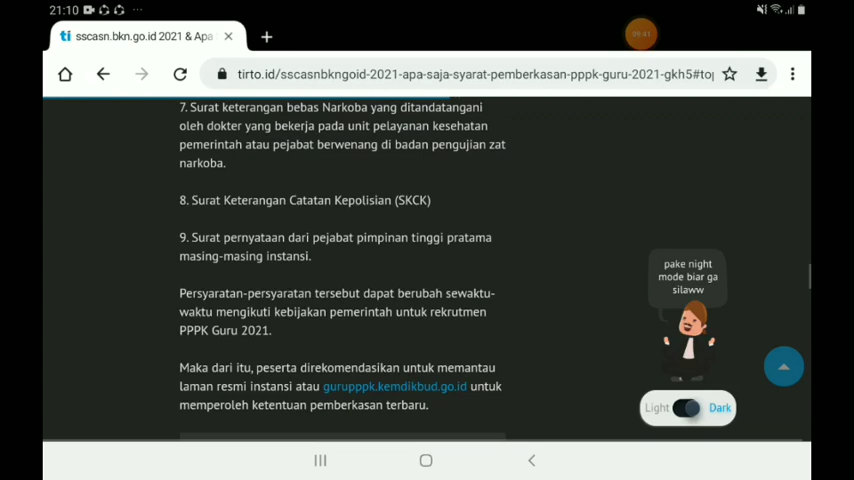 21:10
09:41
ti sscasn.bkn.go.id 2021 & Apa
tirto.id/sscasnbkngoid-2021-apa-saja-syarat-pemberkasan-pppk-guru-2021-gkh5#to
7. Surat keterangan bebas Narkoba yang ditandatangani
oleh dokter yang bekerja pada unit pelayanan kesehatan
pemerintah atau pejabat berwenang di badan pengujian zat
narkoba.
8. Surat Keterangan Catatan Kepolisian (SKCK)
9. Surat pernyataan dari pejabat pimpinan tinggi pratama
masing-masing instansi.
Persyaratan-persyaratan tersebut dapat berubah sewaktu-
waktu mengikuti kebijakan pemerintah untuk rekrutmen
PPPK Guru 2021.
Maka dari itu, peserta direkomendasikan untuk memantau
laman resmi instansi atau gurupppk.kemdikbud.go.id untuk
memperoleh ketentuan pemberkasan terbaru.
pake night
mode biar ga
silaww
Light Dark